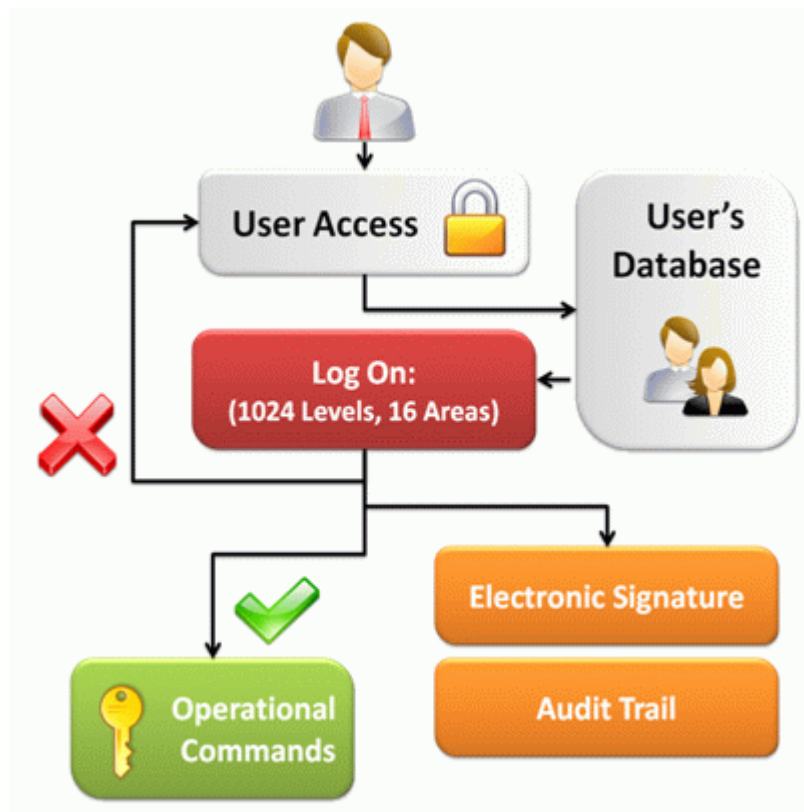 User Access
User's
Database
Log On:
(1024 Levels, 16 Areas)
Electronic Signature
Operational
Commands
Audit Trail